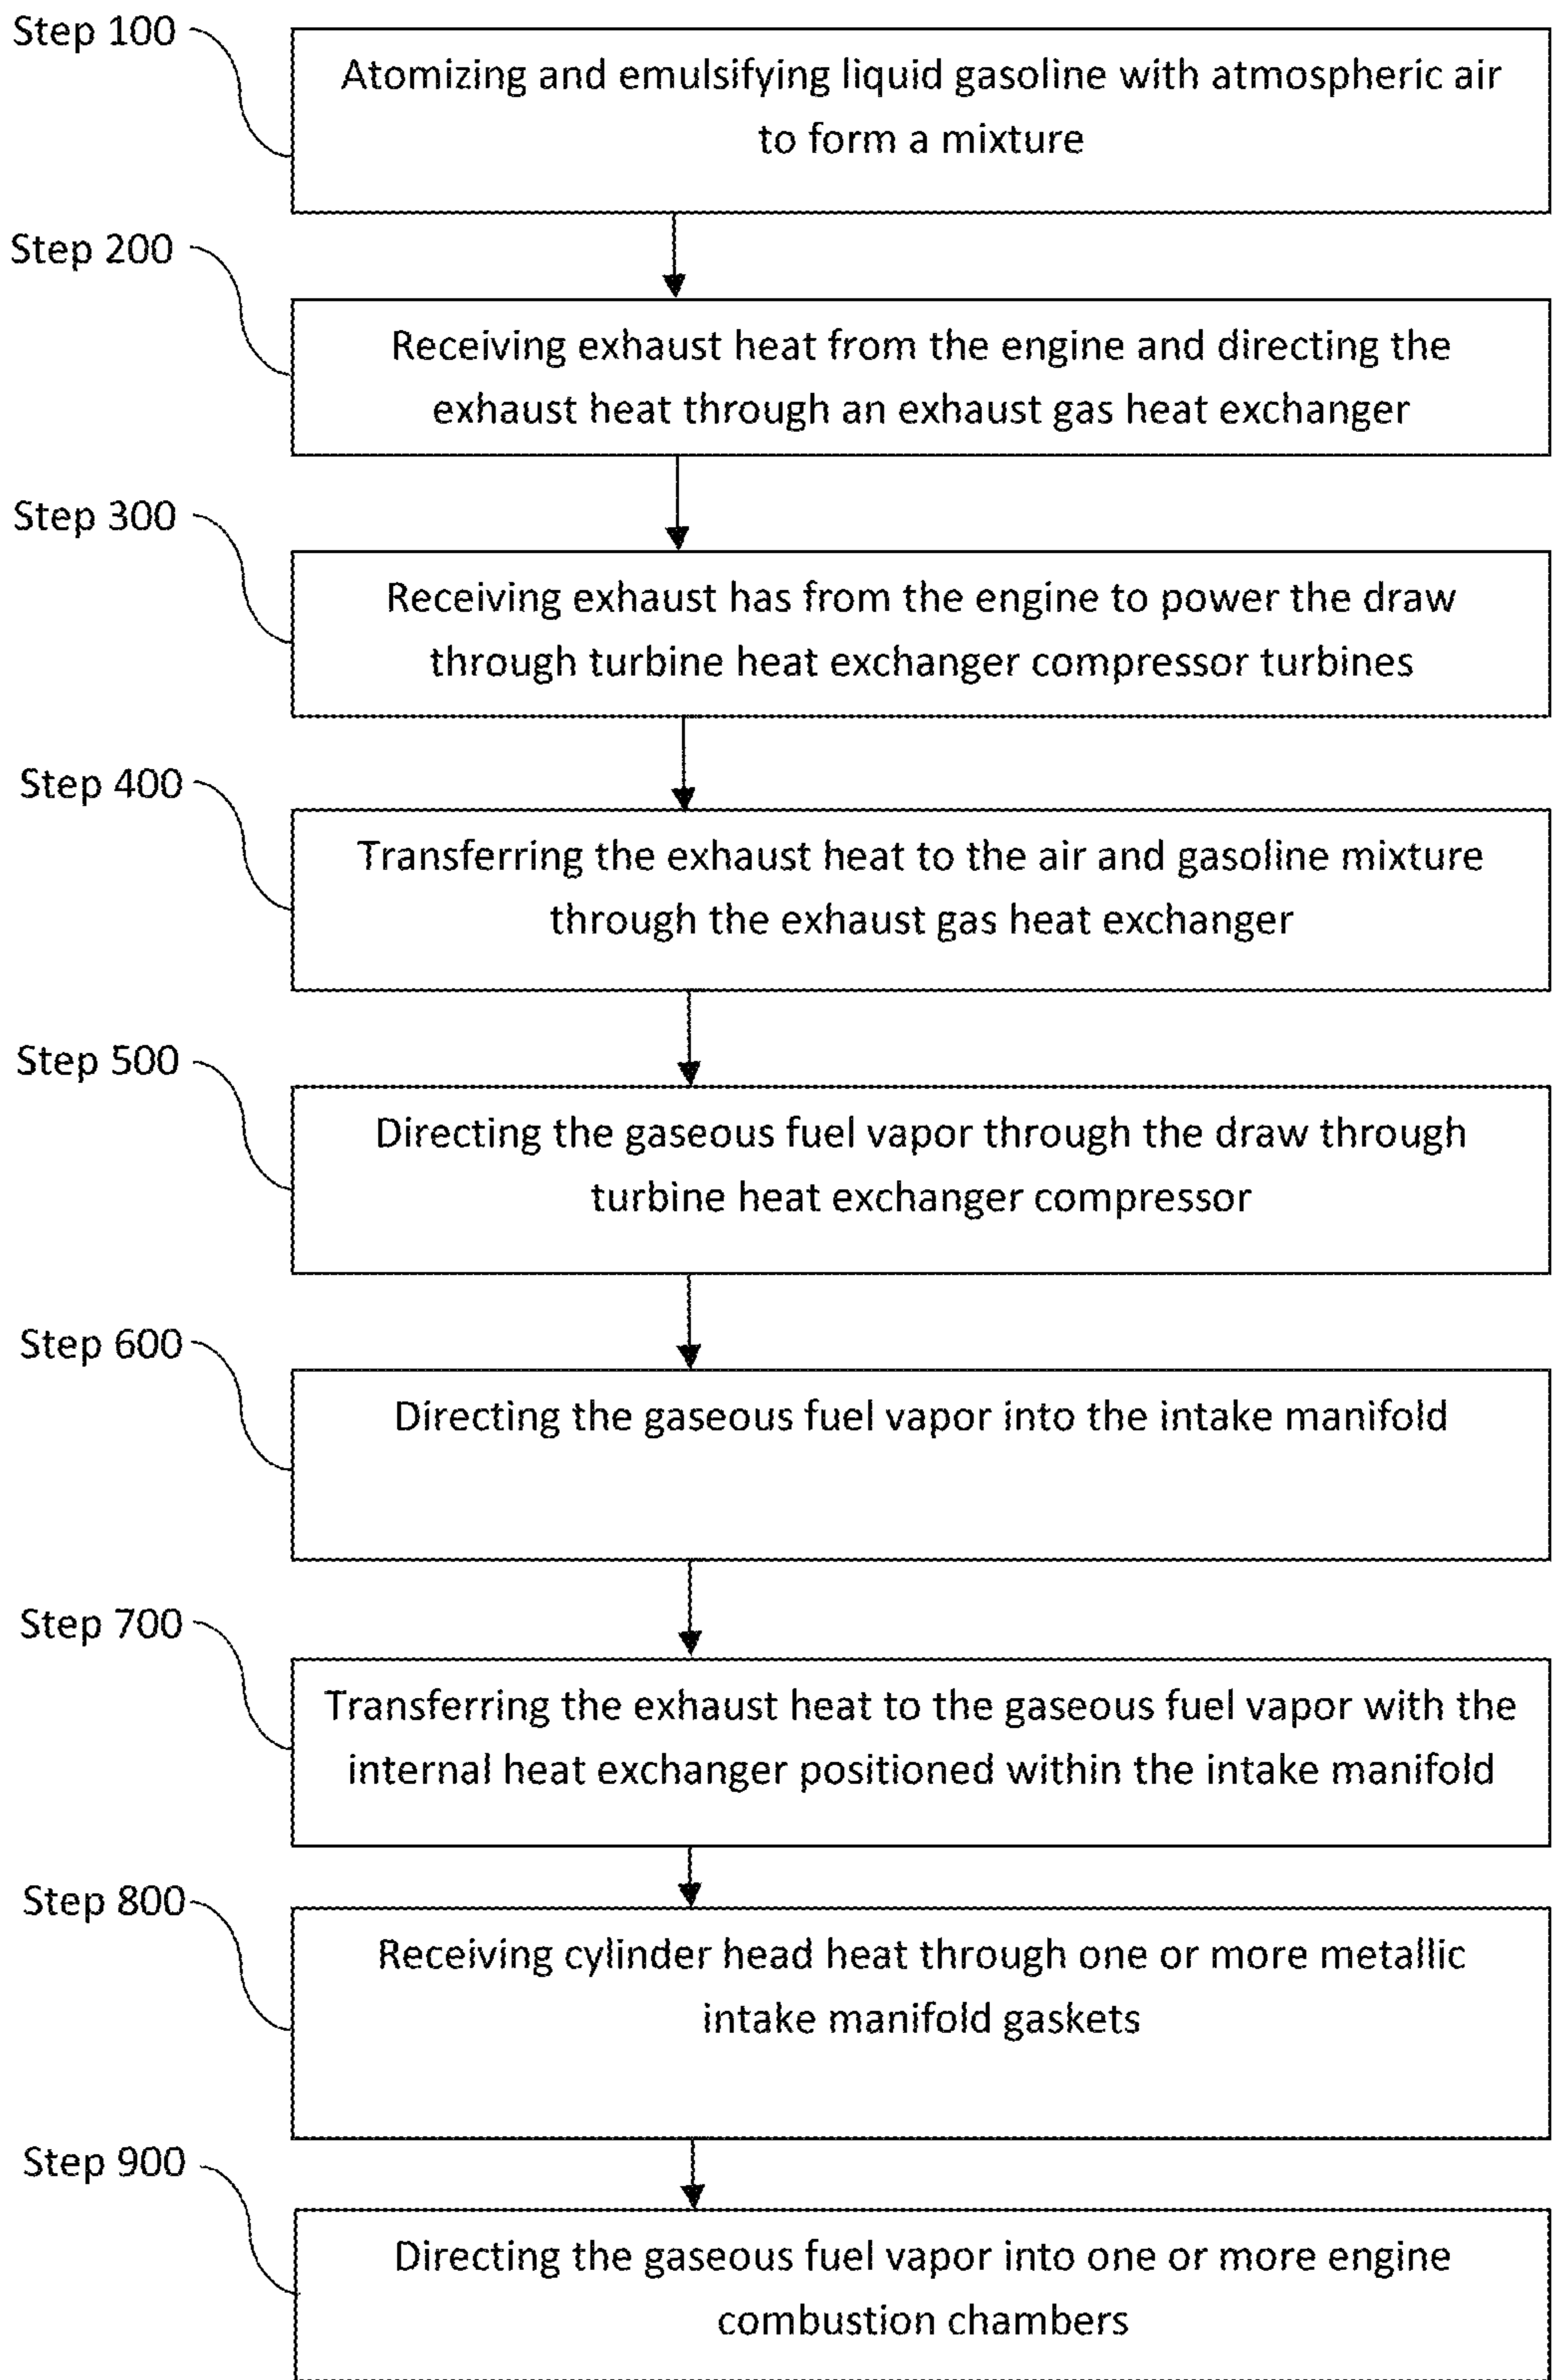 Step 100
Atomizing and emulsifying liquid gasoline with atmospheric air
to form a mixture
Step 200
Receiving exhaust heat from the engine and directing the
exhaust heat through an exhaust gas heat exchanger
Step 300
Receiving exhaust has from the engine to power the draw
through turbine heat exchanger compressor turbines
Step 400
Transferring the exhaust heat to the air and gasoline mixture
through the exhaust gas heat exchanger
Step 500
Directing the gaseous fuel vapor through the draw through
turbine heat exchanger compressor
Step 600
Directing the gaseous fuel vapor into the intake manifold
Step 700
Transferring the exhaust heat to the gaseous fuel vapor with the
internal heat exchanger positioned within the intake manifold
Step 800
Receiving cylinder head heat through one or more metallic
intake manifold gaskets
Step 900
Directing the gaseous fuel vapor into one or more engine
combustion chambers